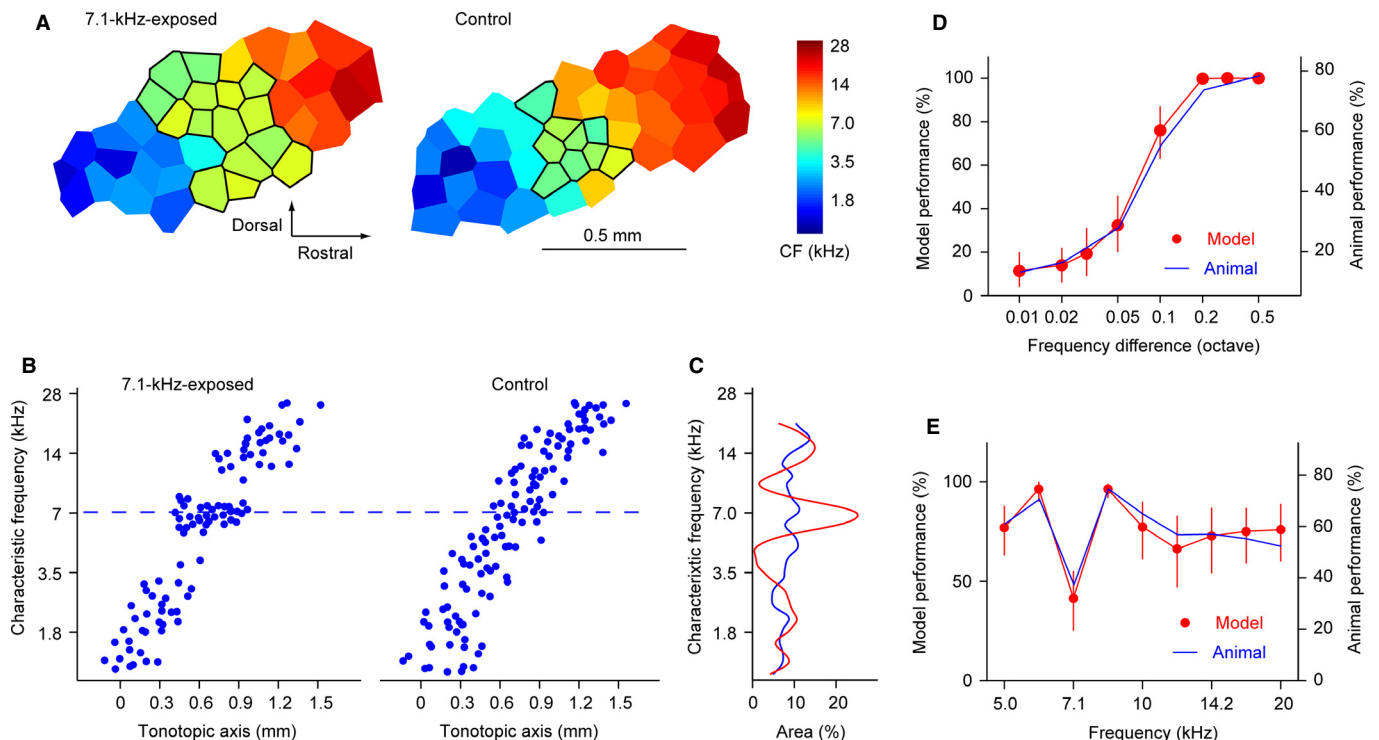 A
7.1-kHz-exposed
Control
28
14
7.0
3.5
1.8
CF (kHz)
Dorsal
Rostral
0.5 mm
B
7.1-kHz-exposed
Control
Characteristic frequency (kHz)
28
14
7
3.5
1.8
0 0.3 0.6 0.9 1.2 1.5
Tonotopic axis (mm)
0 0.3 0.6 0.9 1.2 1.5
Tonotopic axis (mm)
C
Characterixtic frequency (kHz)
28
14
7.0
3.5
1.8
0 10 20
Area (%)
D
Model performance (%)
100
80
60
40
20
0
Animal performance (%)
80
60
40
20
Model
Animal
0.01 0.02 0.05 0.1 0.2 0.5
Frequency difference (octave)
E
Model performance (%)
100
50
0
Animal performance (%)
80
60
40
20
0
Model
Animal
5.0 7.1 10 14.2 20
Frequency (kHz)